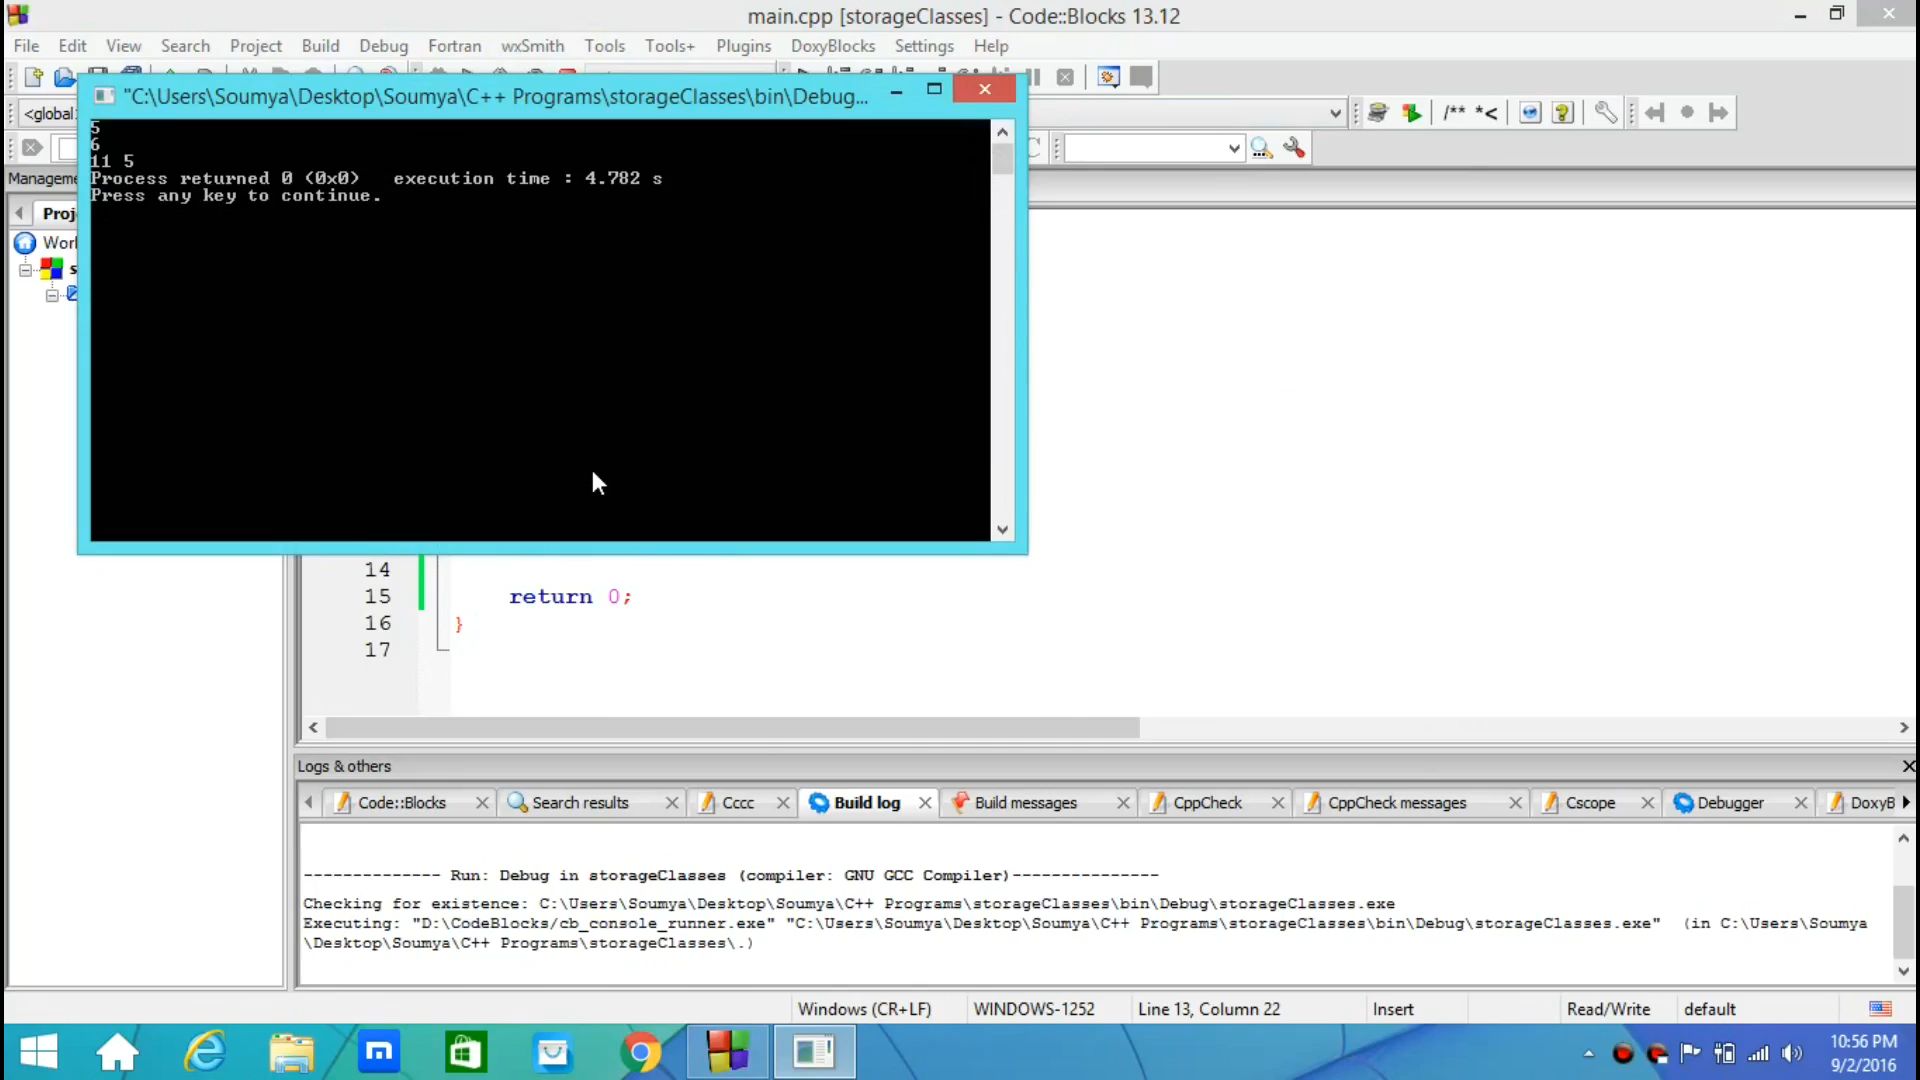 main.cpp [storageClasses] - Code::Blocks 13.12
File Edit View Search Project Build Debug Fortran wxSmith Tools Tools+ Plugins DoxyBlocks Settings Help
"C:\Users\Soumya\Desktop\Soumya\C++ Programs\storageClasses\bin\Debug...
<global
/** *<
5
6
11 5
Process returned 0 (0x0) execution time : 4.782 s
Press any key to continue.
Manageme
Proj
Worl
s
14
15 return 0;
16 }
17
Logs & others
Code::Blocks Search results Cccc Build log Build messages CppCheck CppCheck messages Cscope Debugger DoxyB
-------------- Run: Debug in storageClasses (compiler: GNU GCC Compiler)---------------
Checking for existence: C:\Users\Soumya\Desktop\Soumya\C++ Programs\storageClasses\bin\Debug\storageClasses.exe
Executing: "D:\CodeBlocks/cb_console_runner.exe" "C:\Users\Soumya\Desktop\Soumya\C++ Programs\storageClasses\bin\Debug\storageClasses.exe" (in C:\Users\Soumya
\Desktop\Soumya\C++ Programs\storageClasses\.)
Windows (CR+LF) WINDOWS-1252 Line 13, Column 22 Insert Read/Write default
10:56 PM
9/2/2016